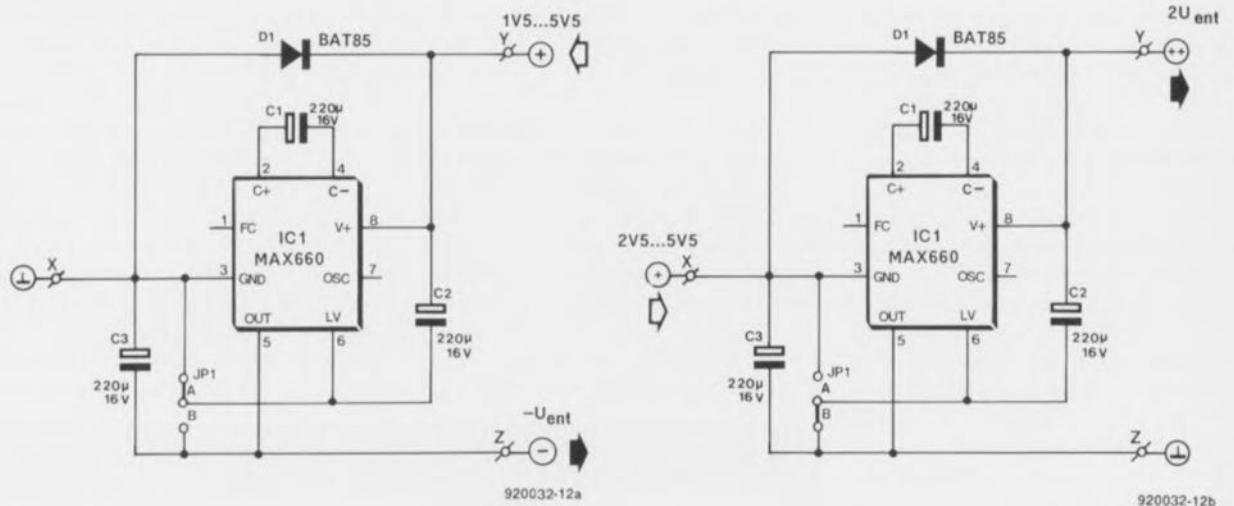 1V5...5V5
D1
BAT85
Y
+
C1
220µ
16V
2
4
C+
C−
1
FC
V+
8
IC1
MAX660
X
3
GND
OSC
7
C2
OUT
LV
220µ
16V
5
6
C3
220µ
16V
JP1
A
B
−Uent
Z
−
920032-12a
2Uent
D1
BAT85
Y
++
C1
220µ
16V
2
4
C+
C−
1
FC
V+
8
2V5...5V5
IC1
MAX660
+
X
3
GND
OSC
7
C2
OUT
LV
220µ
16V
5
6
C3
220µ
16V
JP1
A
B
Z
920032-12b